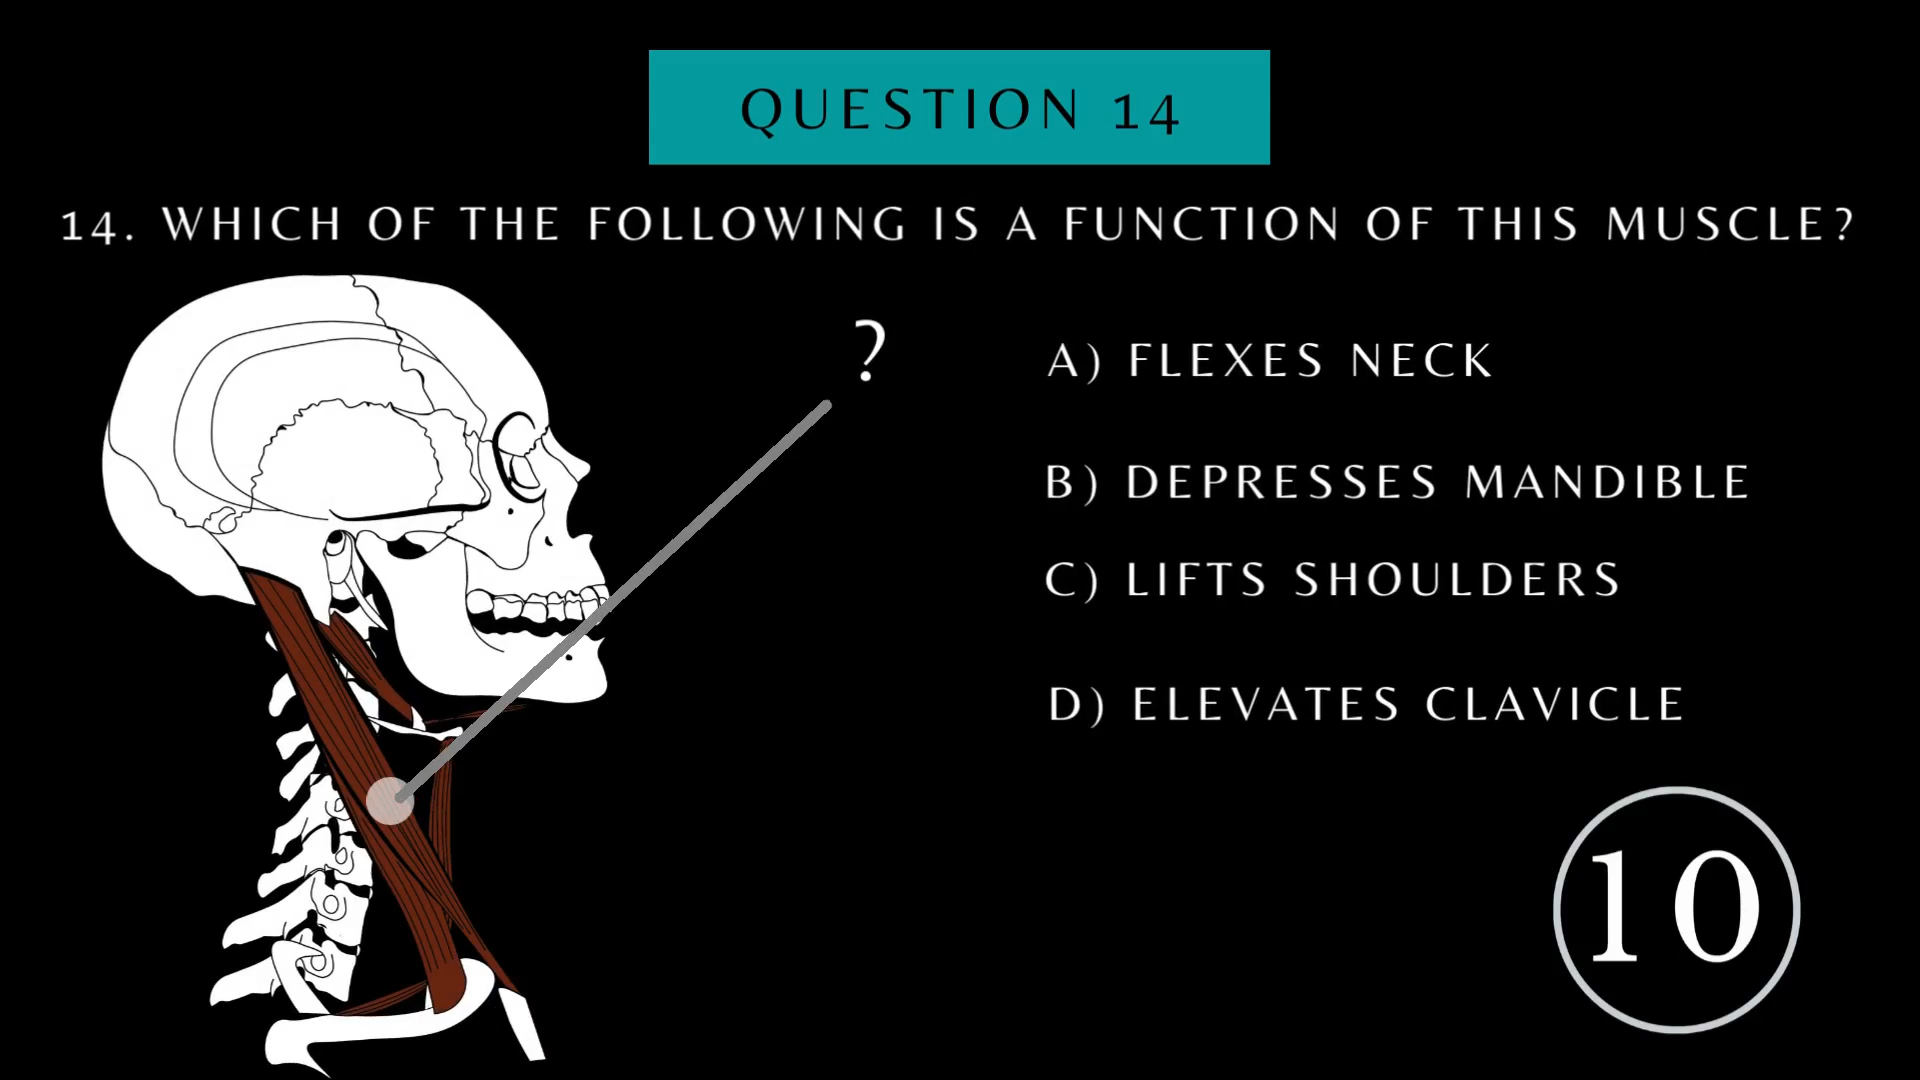 QUESTION 14
14. WHICH OF THE FOLLOWING IS A FUNCTION OF THIS MUSCLE?
?
A) FLEXES NECK
B) DEPRESSES MANDIBLE
C) LIFTS SHOULDERS
D) ELEVATES CLAVICLE
10